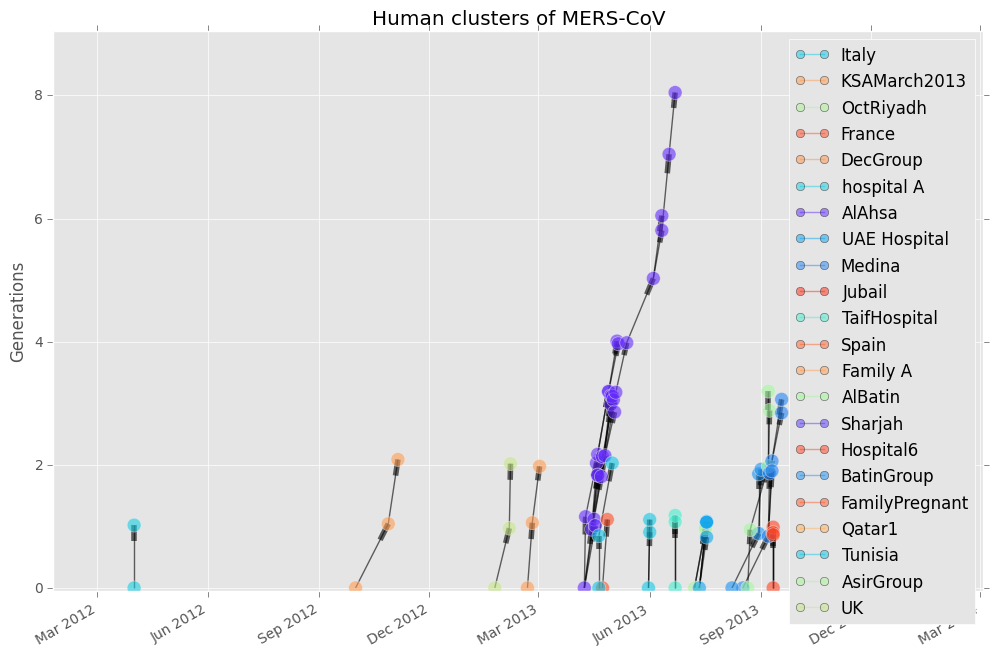 Human clusters of MERS-CoV
Generations
8
6
4
2
0
Mar 2012
Jun 2012
Sep 2012
Dec 2012
Mar 2013
Jun 2013
Sep 2013
Dec
Mar
Italy
KSAMarch2013
OctRiyadh
France
DecGroup
hospital A
AlAhsa
UAE Hospital
Medina
Jubail
TaifHospital
Spain
Family A
AlBatin
Sharjah
Hospital6
BatinGroup
FamilyPregnant
Qatar1
Tunisia
AsirGroup
UK